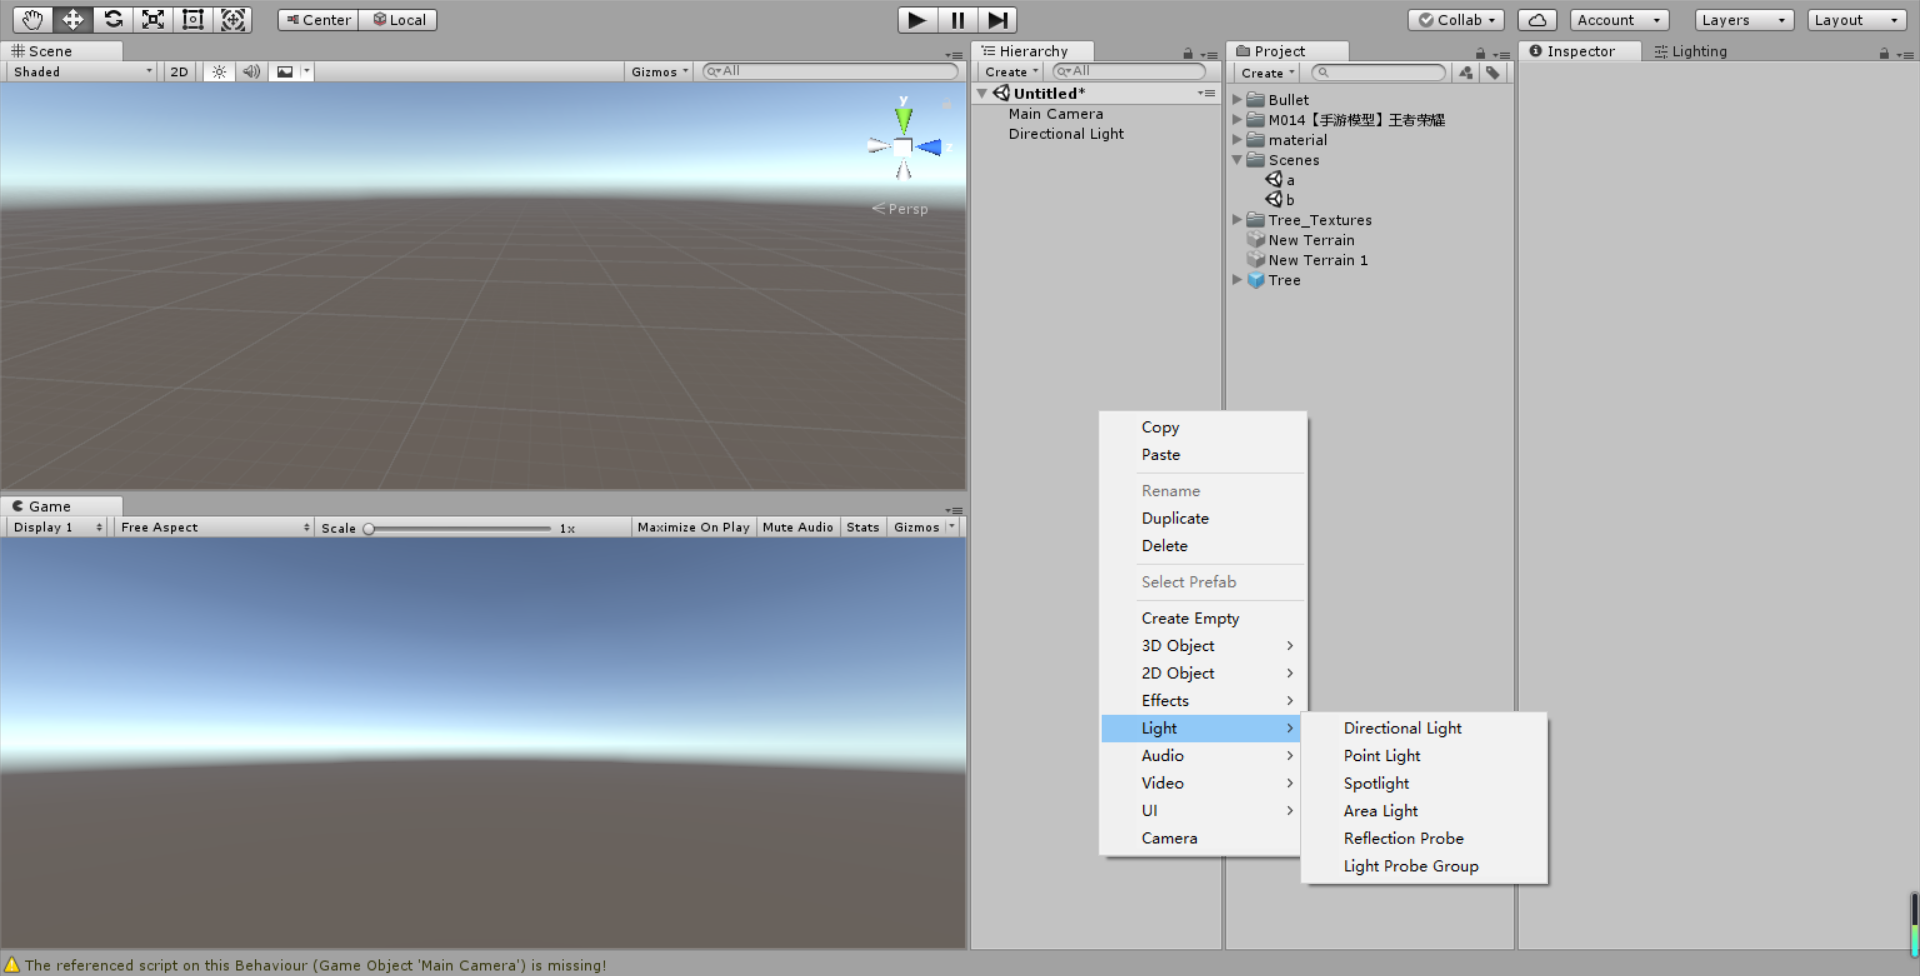 Center Local Collab Account Layers Layout
Scene
Shaded 2D Gizmos All
y
z
Persp
Game
Display 1 Free Aspect Scale 1x Maximize On Play Mute Audio Stats Gizmos
Hierarchy
Create All
Untitled*
Main Camera
Directional Light
Project
Create
Bullet
M014【手游模型】王者荣耀
material
Scenes
a
b
Tree_Textures
New Terrain
New Terrain 1
Tree
Inspector Lighting
Copy
Paste
Rename
Duplicate
Delete
Select Prefab
Create Empty
3D Object
2D Object
Effects
Light
Audio
Video
UI
Camera
Directional Light
Point Light
Spotlight
Area Light
Reflection Probe
Light Probe Group
The referenced script on this Behaviour (Game Object 'Main Camera') is missing!